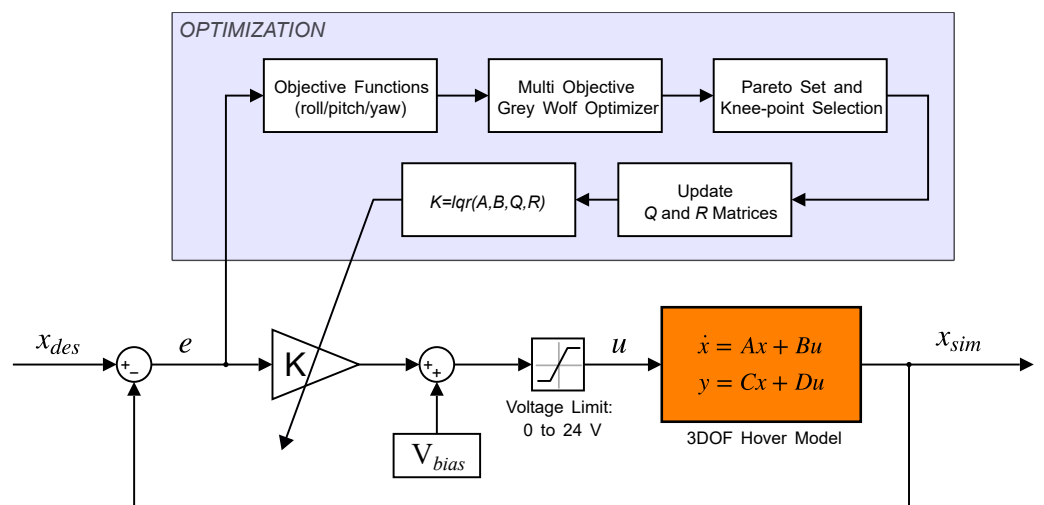 OPTIMIZATION
Objective Functions
(roll/pitch/yaw)
Multi Objective
Grey Wolf Optimizer
Pareto Set and
Knee-point Selection
K=lqr(A,B,Q,R)
Update
Q and R Matrices
x_des
+
−
e
K
+
+
V_bias
Voltage Limit:
0 to 24 V
u
ẋ = Ax + Bu
y = Cx + Du
3DOF Hover Model
x_sim